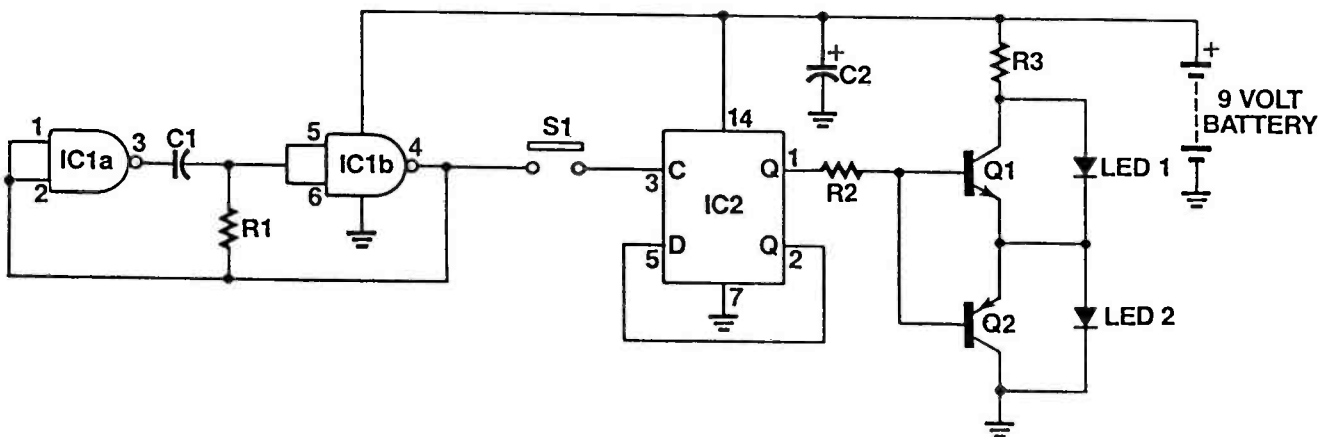 +
C2
R3
+
9 VOLT
BATTERY
1
2
IC1a
3
C1
5
6
IC1b
4
S1
14
3
C
Q
1
R2
Q1
LED 1
R1
IC2
5
D
Q
2
7
Q2
LED 2